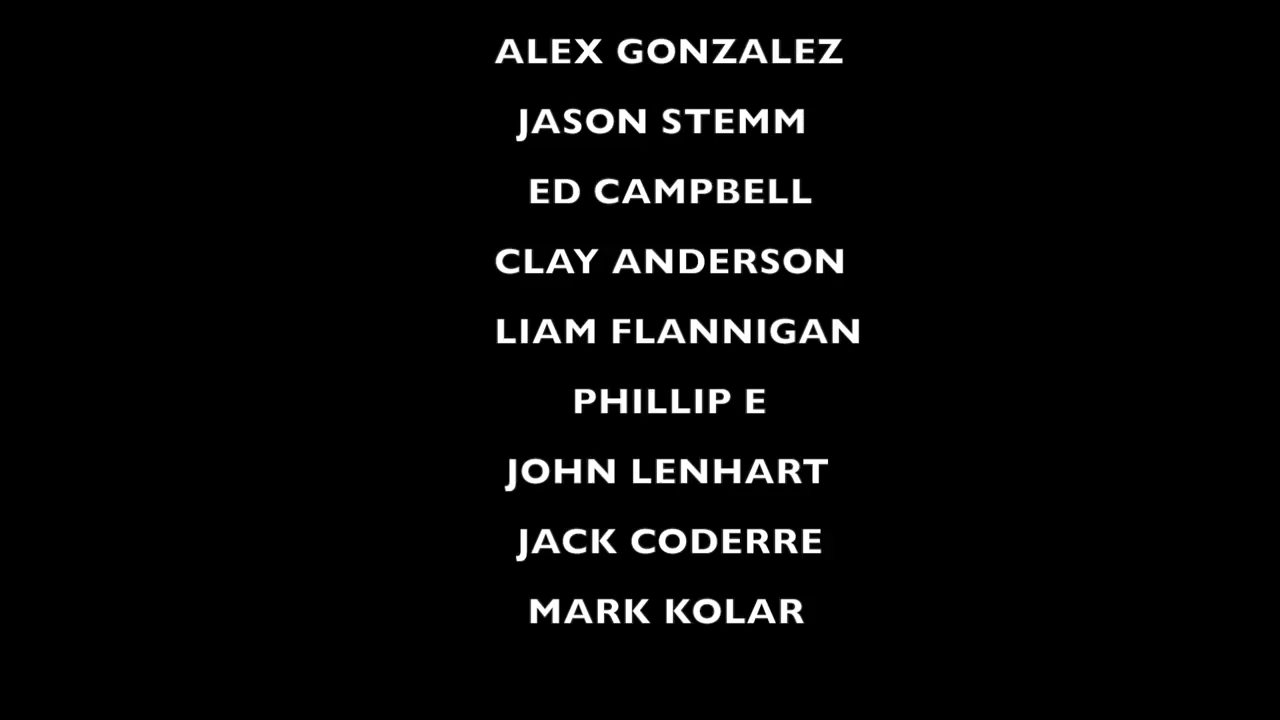 ALEX GONZALEZ
JASON STEMM
ED CAMPBELL
CLAY ANDERSON
LIAM FLANNIGAN
PHILLIP E
JOHN LENHART
JACK CODERRE
MARK KOLAR